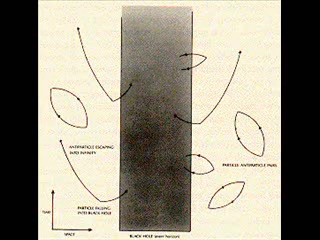 ANTIPARTICLE ESCAPING
INTO INFINITY
PARTICLE-ANTIPARTICLE PAIRS
PARTICLE FALLING
INTO BLACK HOLE
TIME
SPACE
BLACK HOLE (event horizon)